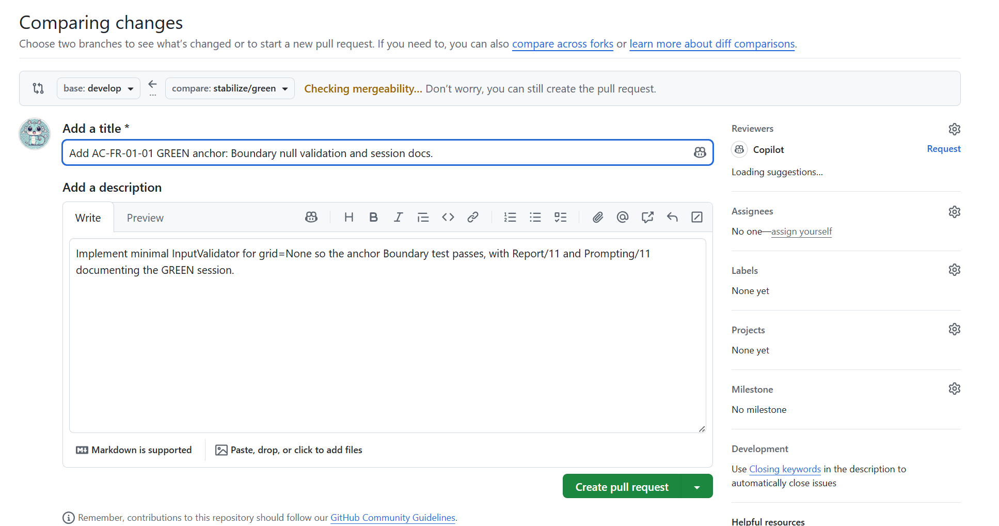 Comparing changes
Choose two branches to see what’s changed or to start a new pull request. If you need to, you can also compare across forks or learn more about diff comparisons.
base: develop
compare: stabilize/green
Checking mergeability... Don’t worry, you can still create the pull request.
Add a title *
Add AC-FR-01-01 GREEN anchor: Boundary null validation and session docs.
Add a description
Write
Preview
Implement minimal InputValidator for grid=None so the anchor Boundary test passes, with Report/11 and Prompting/11
documenting the GREEN session.
Markdown is supported
Paste, drop, or click to add files
Create pull request
Remember, contributions to this repository should follow our GitHub Community Guidelines.
Reviewers
Copilot
Request
Loading suggestions...
Assignees
No one—assign yourself
Labels
None yet
Projects
None yet
Milestone
No milestone
Development
Use Closing keywords in the description to
automatically close issues
Helpful resources